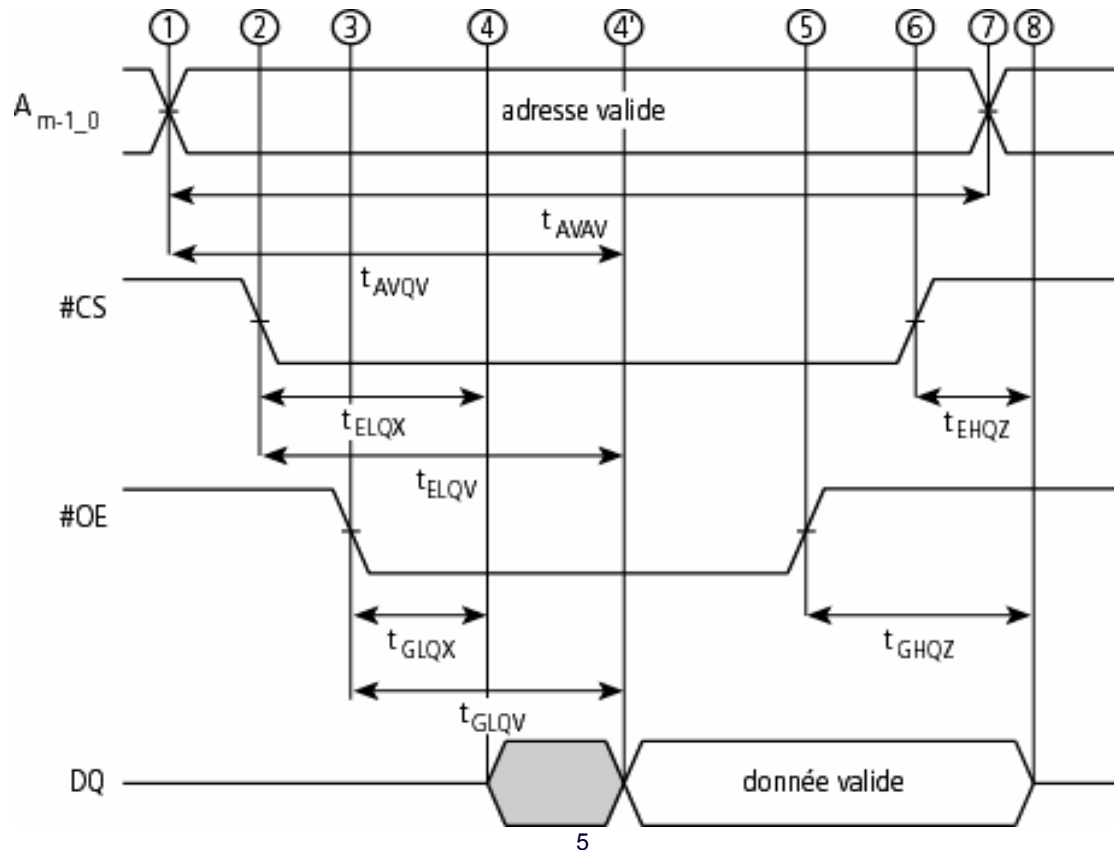 1 2 3 4 4' 5 6 7 8
A m-1_0
adresse valide
t AVAV
t AVQV
#CS
t ELQX
t EHQZ
t ELQV
#OE
t GLQX
t GHQZ
t GLQV
DQ
donnée valide
5